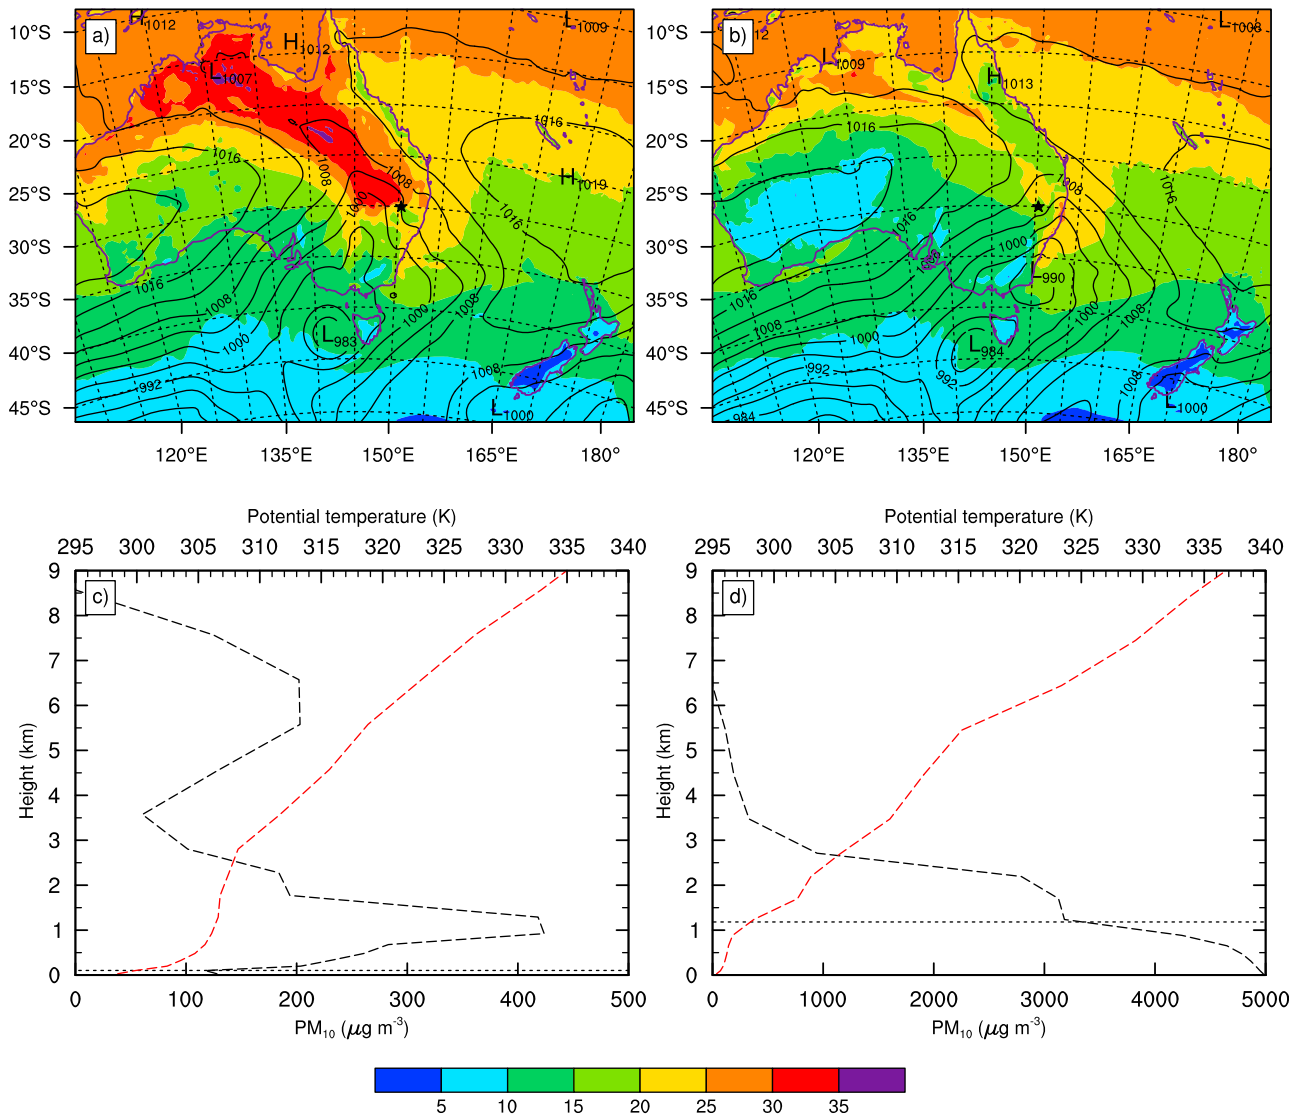 a)
H1012
H1012
L1009
L1007
1016
1016
1008
1008
1000
H1019
1016
1016
1008
1000
1000
1008
L983
992
1008
L1000
10°S
15°S
20°S
25°S
30°S
35°S
40°S
45°S
120°E
135°E
150°E
165°E
180°
b)
12
L1008
L1009
H1013
1016
1016
1008
1016
1016
1000
1008
L990
1016
1008
1000
1000
1008
L984
992
992
1008
984
L1000
10°S
15°S
20°S
25°S
30°S
35°S
40°S
45°S
120°E
135°E
150°E
165°E
180°
Potential temperature (K)
295 300 305 310 315 320 325 330 335 340
c)
Height (km)
9
8
7
6
5
4
3
2
1
0
0 100 200 300 400 500
PM10 (μg m-3)
Potential temperature (K)
295 300 305 310 315 320 325 330 335 340
d)
Height (km)
9
8
7
6
5
4
3
2
1
0
0 1000 2000 3000 4000 5000
PM10 (μg m-3)
5 10 15 20 25 30 35